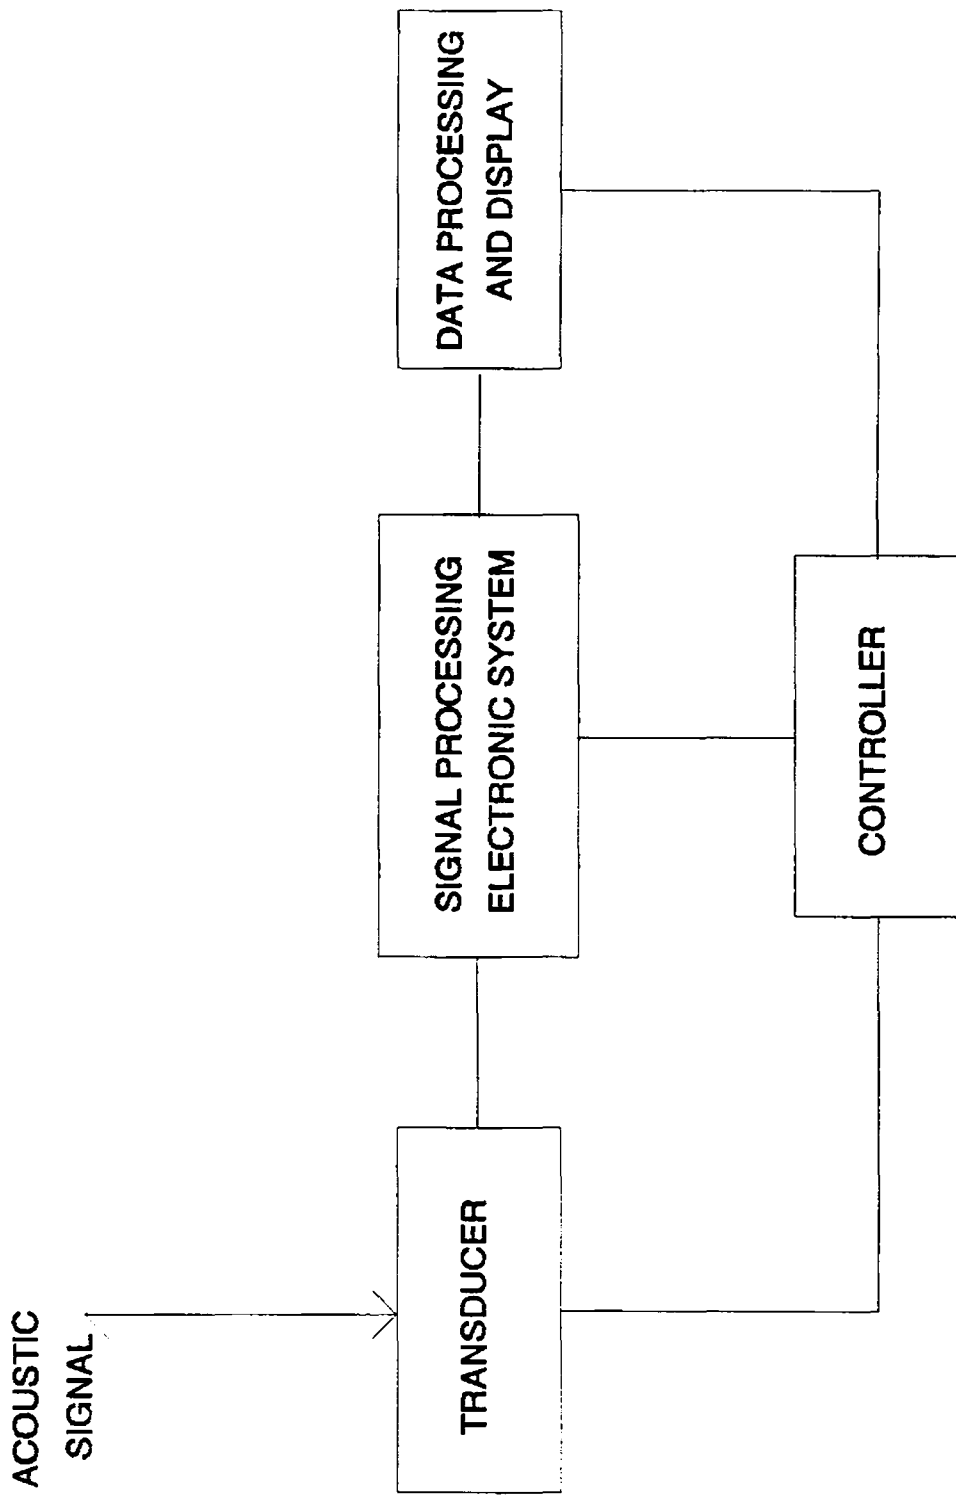 ACOUSTIC
SIGNAL
TRANSDUCER
SIGNAL PROCESSING
ELECTRONIC SYSTEM
DATA PROCESSING
AND DISPLAY
CONTROLLER